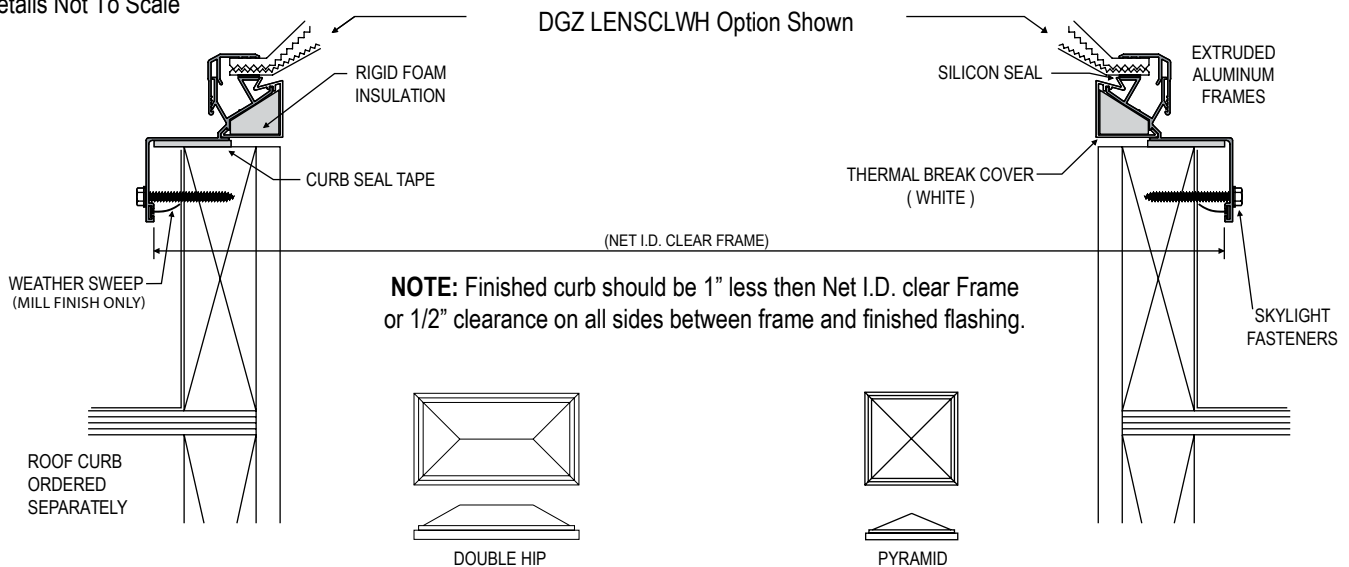 etails Not To Scale
DGZ LENSCLWH Option Shown
RIGID FOAM
INSULATION
SILICON SEAL
EXTRUDED
ALUMINUM
FRAMES
CURB SEAL TAPE
THERMAL BREAK COVER
( WHITE )
(NET I.D. CLEAR FRAME)
WEATHER SWEEP
(MILL FINISH ONLY)
NOTE: Finished curb should be 1” less then Net I.D. clear Frame
or 1/2” clearance on all sides between frame and finished flashing.
SKYLIGHT
FASTENERS
ROOF CURB
ORDERED
SEPARATELY
DOUBLE HIP
PYRAMID